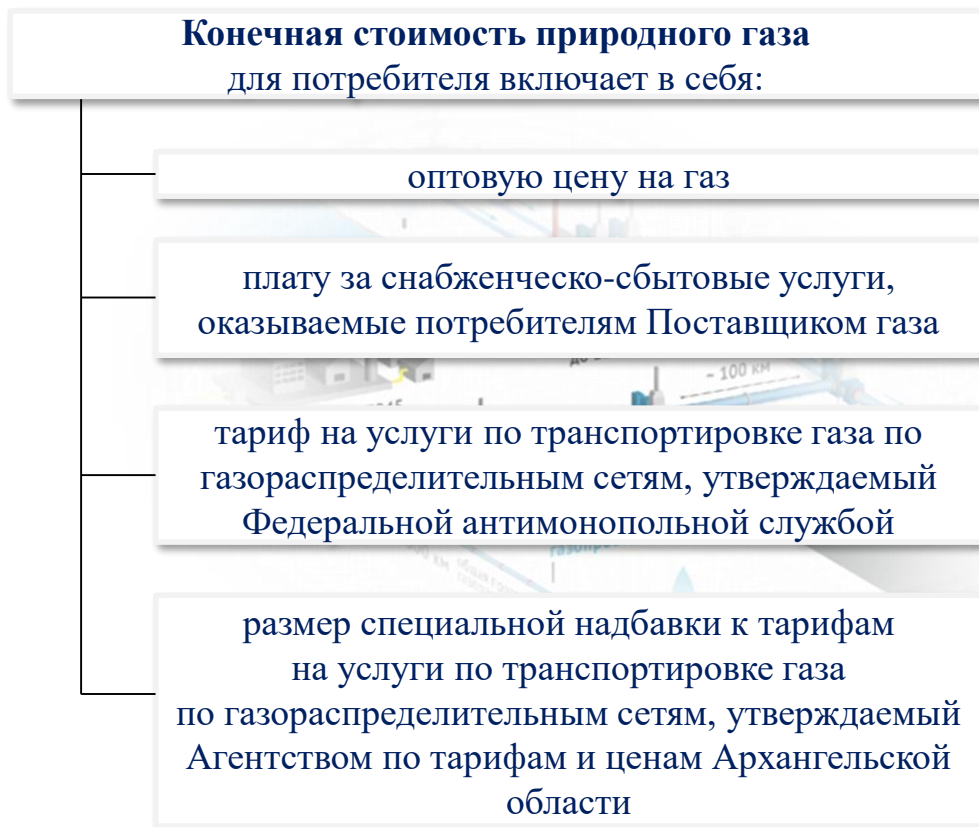 Конечная стоимость природного газа
для потребителя включает в себя:
оптовую цену на газ
плату за снабженческо-сбытовые услуги,
оказываемые потребителям Поставщиком газа
~ 100 км
тариф на услуги по транспортировке газа по
газораспределительным сетям, утверждаемый
Федеральной антимонопольной службой
размер специальной надбавки к тарифам
на услуги по транспортировке газа
по газораспределительным сетям, утверждаемый
Агентством по тарифам и ценам Архангельской
области